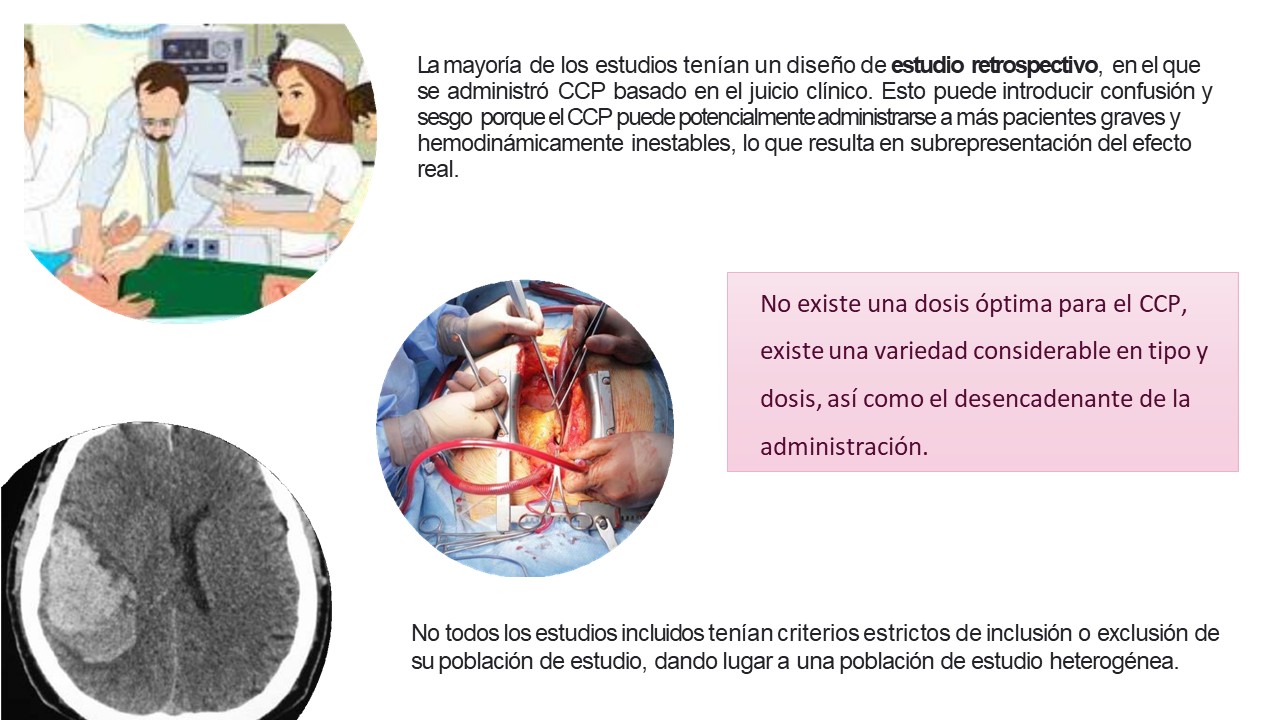 La mayoría de los estudios tenían un diseño de estudio retrospectivo, en el que
se administró CCP basado en el juicio clínico. Esto puede introducir confusión y
sesgo porque el CCP puede potencialmente administrarse a más pacientes graves y
hemodinámicamente inestables, lo que resulta en subrepresentación del efecto
real.
No existe una dosis óptima para el CCP,
existe una variedad considerable en tipo y
dosis, así como el desencadenante de la
administración.
No todos los estudios incluidos tenían criterios estrictos de inclusión o exclusión de
su población de estudio, dando lugar a una población de estudio heterogénea.